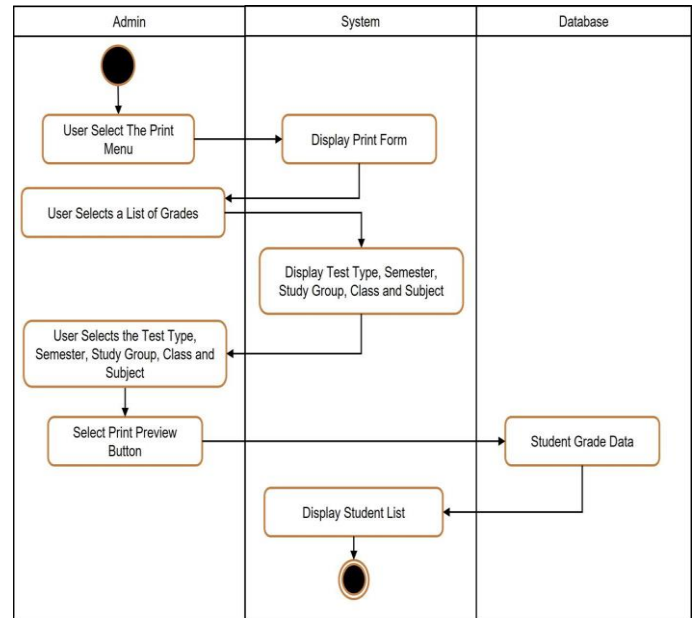 Admin
System
Database
User Select The Print
Menu
Display Print Form
User Selects a List of Grades
Display Test Type, Semester,
Study Group, Class and Subject
User Selects the Test Type,
Semester, Study Group, Class and
Subject
Select Print Preview
Button
Student Grade Data
Display Student List